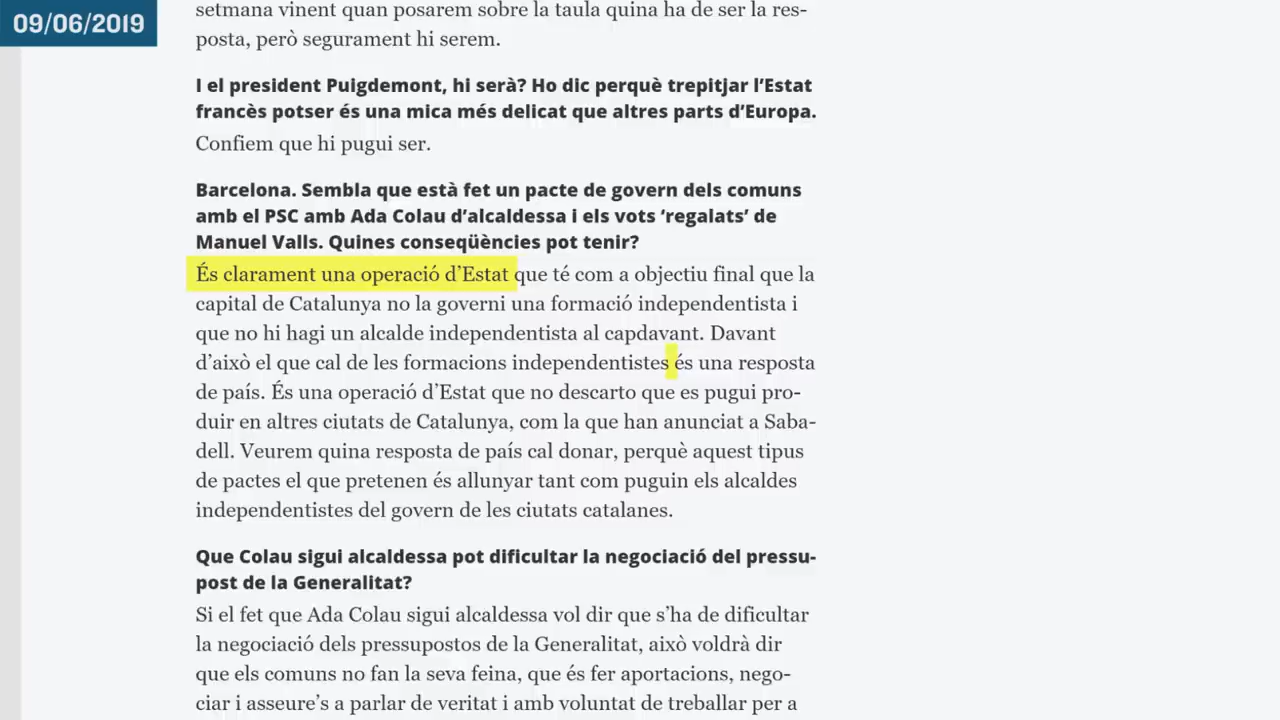 09/06/2019
setmana vinent quan posarem sobre la taula quina ha de ser la res-
posta, però segurament hi serem.
I el president Puigdemont, hi serà? Ho dic perquè trepitjar l’Estat
francès potser és una mica més delicat que altres parts d’Europa.
Confiem que hi pugui ser.
Barcelona. Sembla que està fet un pacte de govern dels comuns
amb el PSC amb Ada Colau d’alcaldessa i els vots ‘regalats’ de
Manuel Valls. Quines conseqüències pot tenir?
És clarament una operació d’Estat que té com a objectiu final que la
capital de Catalunya no la governi una formació independentista i
que no hi hagi un alcalde independentista al capdavant. Davant
d’això el que cal de les formacions independentistes és una resposta
de país. És una operació d’Estat que no descarto que es pugui pro-
duir en altres ciutats de Catalunya, com la que han anunciat a Saba-
dell. Veurem quina resposta de país cal donar, perquè aquest tipus
de pactes el que pretenen és allunyar tant com puguin els alcaldes
independentistes del govern de les ciutats catalanes.
Que Colau sigui alcaldessa pot dificultar la negociació del pressu-
post de la Generalitat?
Si el fet que Ada Colau sigui alcaldessa vol dir que s’ha de dificultar
la negociació dels pressupostos de la Generalitat, això voldrà dir
que els comuns no fan la seva feina, que és fer aportacions, nego-
ciar i asseure’s a parlar de veritat i amb voluntat de treballar per a